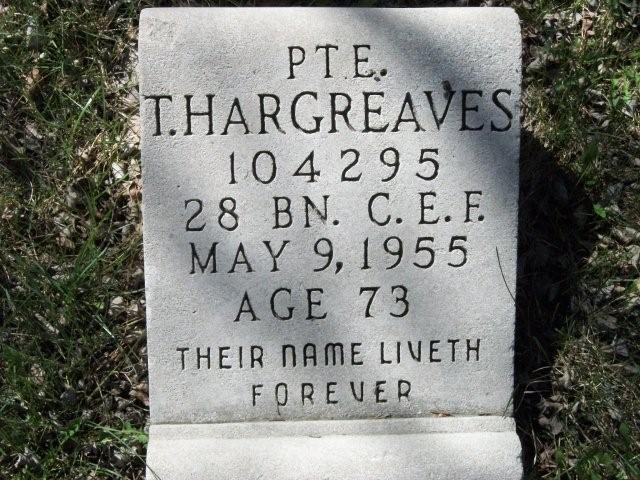 PTE.
T. HARGREAVES
104295
28 BN. C.E.F.
MAY 9, 1955
AGE 73
THEIR NAME LIVETH
FOREVER